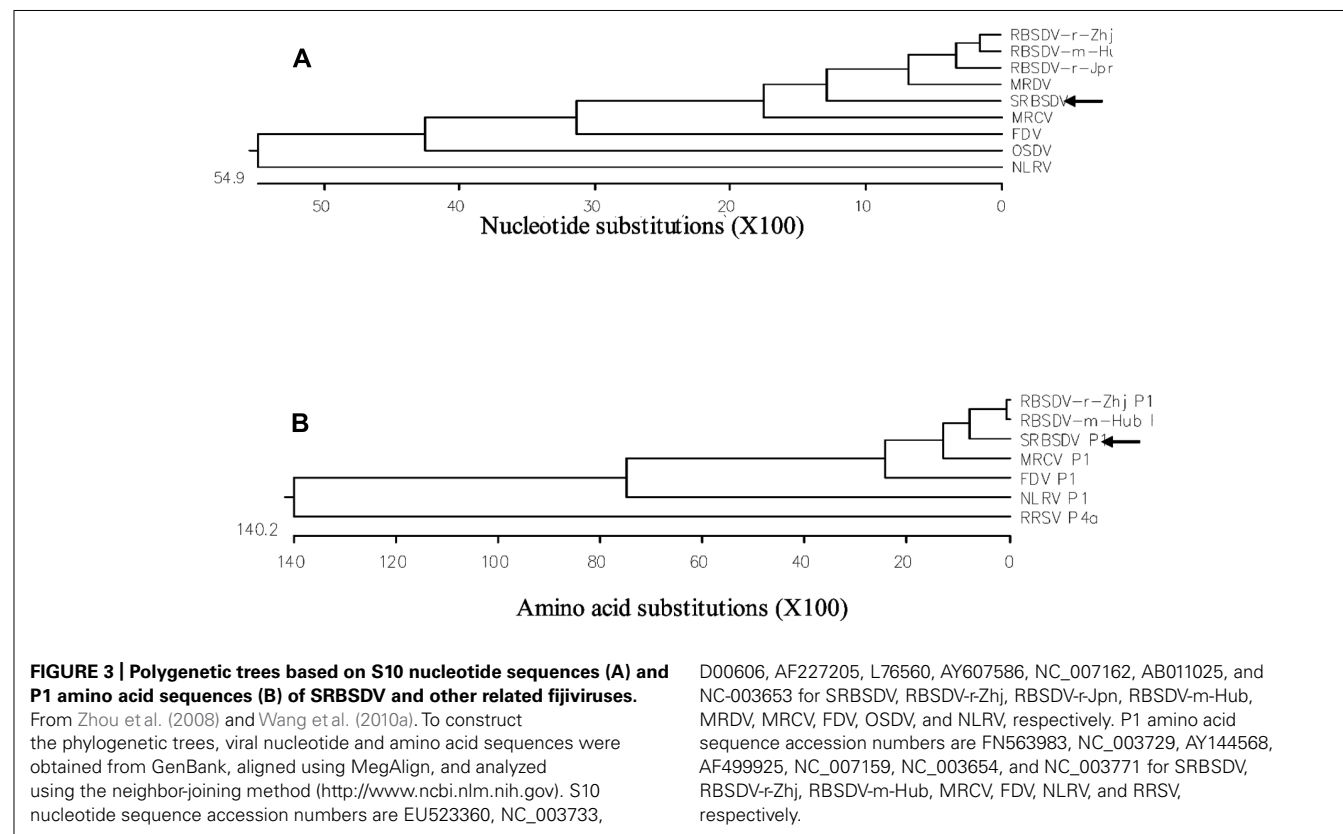 A
RBSDV-r-Zhj
RBSDV-m-Hu
RBSDV-r-Jpr
MRDV
SRBSDV
MRCV
FDV
OSDV
NLRV
54.9
50 40 30 20 10 0
Nucleotide substitutions (X100)
B
RBSDV-r-Zhj P1
RBSDV-m-Hub
SRBSDV P1
MRCV P1
FDV P1
NLRV P1
RRSV P4a
140.2
140 120 100 80 60 40 20 0
Amino acid substitutions (X100)
FIGURE 3 | Polygenetic trees based on S10 nucleotide sequences (A) and
P1 amino acid sequences (B) of SRBSDV and other related fijiviruses.
From Zhou et al. (2008) and Wang et al. (2010a). To construct
the phylogenetic trees, viral nucleotide and amino acid sequences were
obtained from GenBank, aligned using MegAlign, and analyzed
using the neighbor-joining method (http://www.ncbi.nlm.nih.gov). S10
nucleotide sequence accession numbers are EU523360, NC_003733,
D00606, AF227205, L76560, AY607586, NC_007162, AB011025, and
NC-003653 for SRBSDV, RBSDV-r-Zhj, RBSDV-r-Jpn, RBSDV-m-Hub,
MRDV, MRCV, FDV, OSDV, and NLRV, respectively. P1 amino acid
sequence accession numbers are FN563983, NC_003729, AY144568,
AF499925, NC_007159, NC_003654, and NC_003771 for SRBSDV,
RBSDV-r-Zhj, RBSDV-m-Hub, MRCV, FDV, NLRV, and RRSV,
respectively.